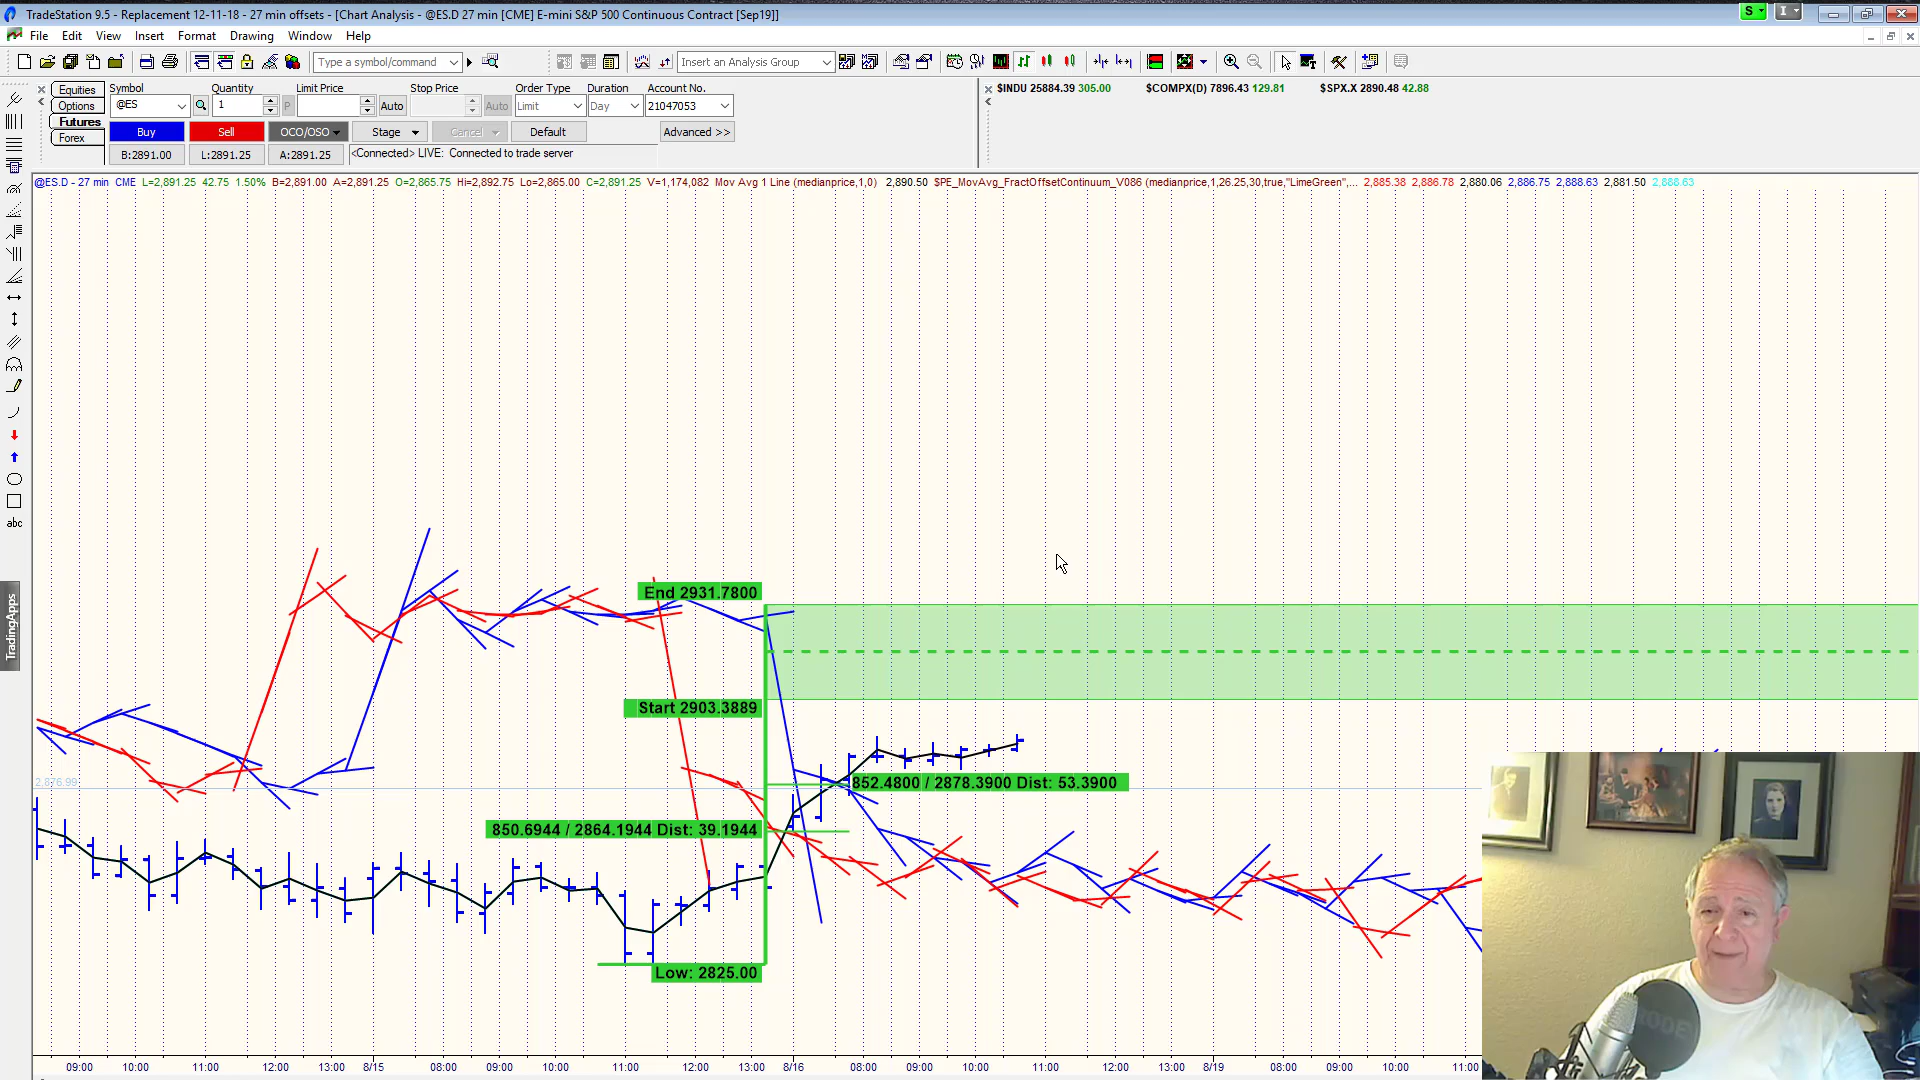 TradeStation 9.5 - Replacement 12-11-18 - 27 min offsets - [Chart Analysis - @ES.D 27 min [CME] E-mini S&P 500 Continuous Contract [Sep19]]
S
I
File Edit View Insert Format Drawing Window Help
Type a symbol/command
Insert an Analysis Group
Equities
Options
Futures
Forex
Symbol Quantity Limit Price Stop Price Order Type Duration Account No.
@ES 1 P Auto Auto Limit Day 21047053
Buy Sell OCO/OSO Stage Cancel Default Advanced >>
B:2891.00 L:2891.25 A:2891.25 <Connected> LIVE: Connected to trade server
$INDU 25884.39 305.00 $COMPX(D) 7896.43 129.81 $SPX.X 2890.48 42.88
@ES.D - 27 min CME L=2,891.25 42.75 1.50% B=2,891.00 A=2,891.25 O=2,865.75 Hi=2,892.75 Lo=2,865.00 C=2,891.25 V=1,174,082 Mov Avg 1 Line (medianprice,1,0) 2,890.50 $PE_MovAvg_FractOffsetContinuum_V086 (medianprice,1,26.25,30,true,"LimeGreen",... 2,885.38 2,886.78 2,880.06 2,886.75 2,888.63 2,881.50 2,888.63
abc
TradingApps
End 2931.7800
Start 2903.3889
2,876.99
852.4800 / 2878.3900 Dist: 53.3900
850.6944 / 2864.1944 Dist: 39.1944
Low: 2825.00
RODE
09:00 10:00 11:00 8/15 08:00 09:00 10:00 11:00 12:00 13:00 8/16 08:00 09:00 10:00 11:00 12:00 13:00 8/19 08:00 09:00 10:00 11:00